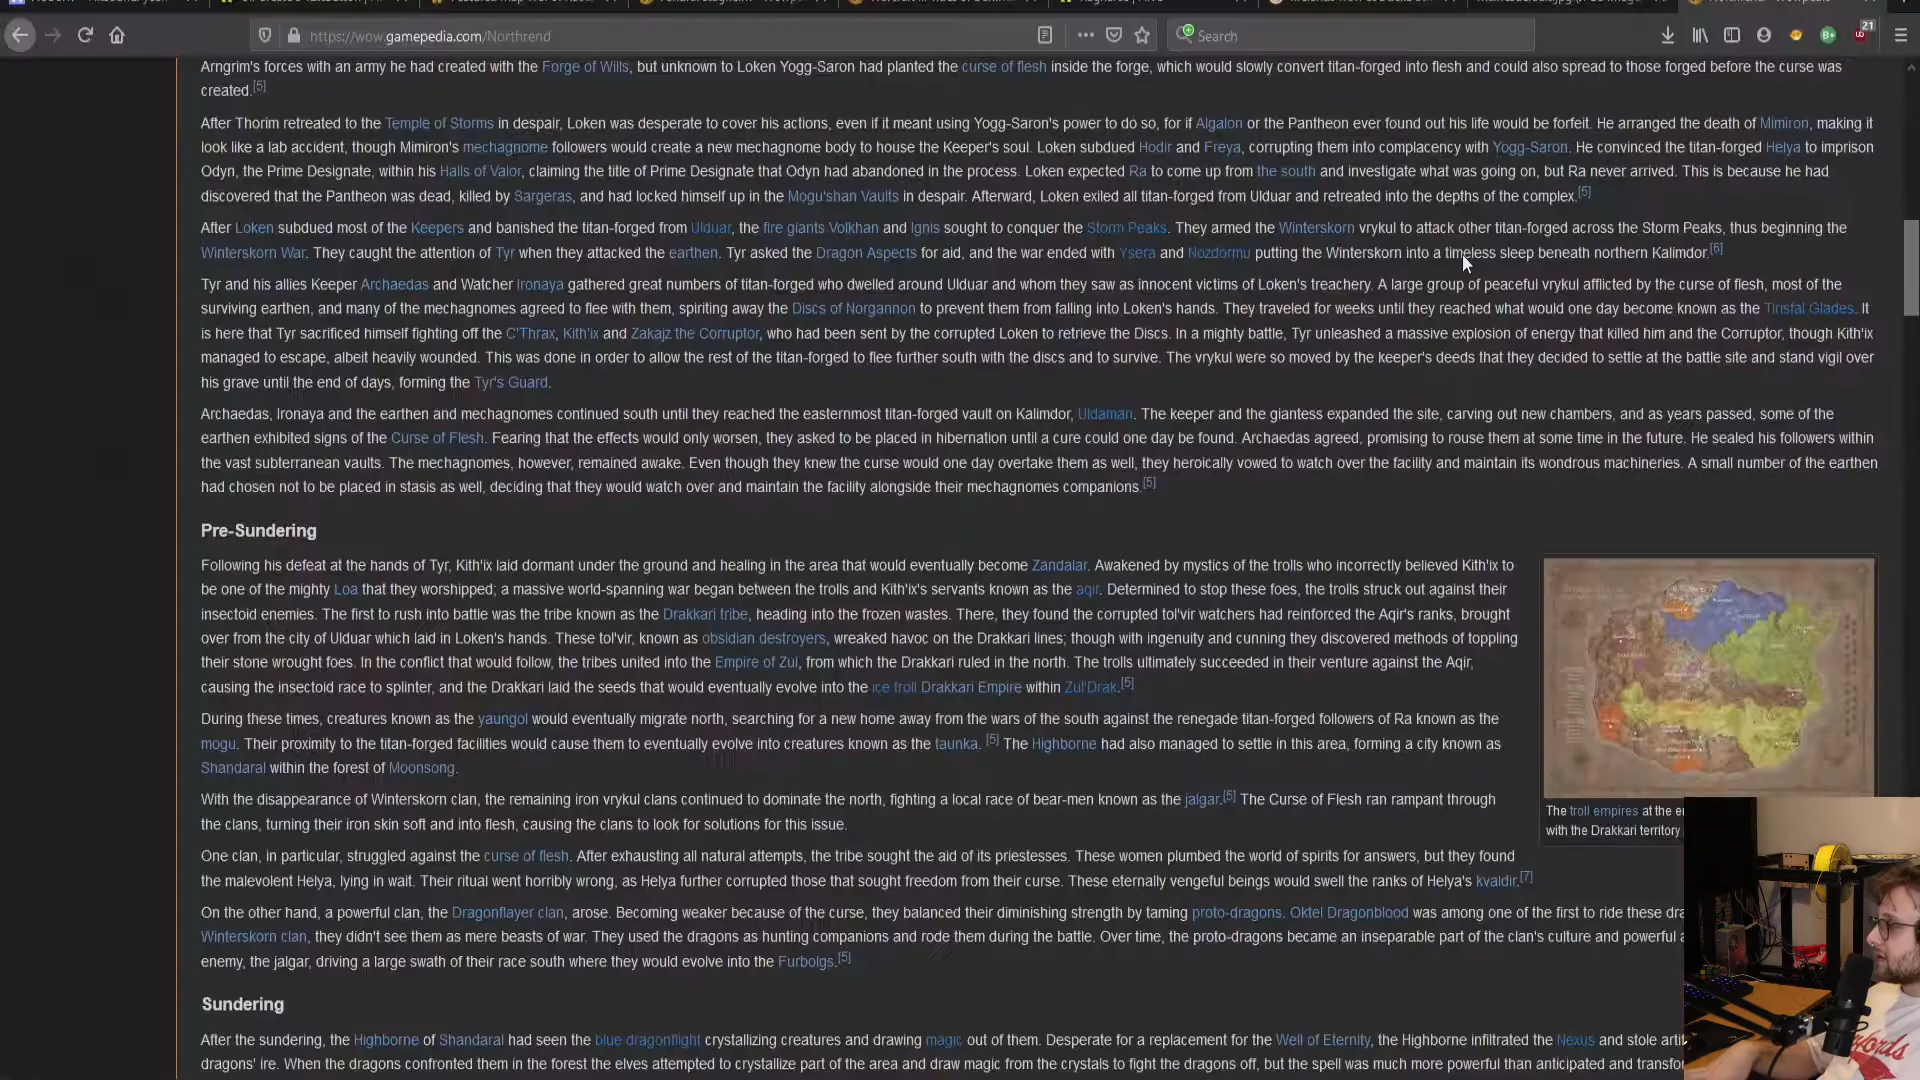 https://wow.gamepedia.com/Northrend
Search
21
Arngrim's forces with an army he had created with the Forge of Wills, but unknown to Loken Yogg-Saron had planted the curse of flesh inside the forge, which would slowly convert titan-forged into flesh and could also spread to those forged before the curse was
created.[5]
After Thorim retreated to the Temple of Storms in despair, Loken was desperate to cover his actions, even if it meant using Yogg-Saron's power to do so, for if Algalon or the Pantheon ever found out his life would be forfeit. He arranged the death of Mimiron, making it
look like a lab accident, though Mimiron's mechagnome followers would create a new mechagnome body to house the Keeper's soul. Loken subdued Hodir and Freya, corrupting them into complacency with Yogg-Saron. He convinced the titan-forged Helya to imprison
Odyn, the Prime Designate, within his Halls of Valor, claiming the title of Prime Designate that Odyn had abandoned in the process. Loken expected Ra to come up from the south and investigate what was going on, but Ra never arrived. This is because he had
discovered that the Pantheon was dead, killed by Sargeras, and had locked himself up in the Mogu'shan Vaults in despair. Afterward, Loken exiled all titan-forged from Ulduar and retreated into the depths of the complex.[5]
After Loken subdued most of the Keepers and banished the titan-forged from Ulduar, the fire giants Volkhan and Ignis sought to conquer the Storm Peaks. They armed the Winterskorn vrykul to attack other titan-forged across the Storm Peaks, thus beginning the
Winterskorn War. They caught the attention of Tyr when they attacked the earthen. Tyr asked the Dragon Aspects for aid, and the war ended with Ysera and Nozdormu putting the Winterskorn into a timeless sleep beneath northern Kalimdor.[6]
Tyr and his allies Keeper Archaedas and Watcher Ironaya gathered great numbers of titan-forged who dwelled around Ulduar and whom they saw as innocent victims of Loken's treachery. A large group of peaceful vrykul afflicted by the curse of flesh, most of the
surviving earthen, and many of the mechagnomes agreed to flee with them, spiriting away the Discs of Norgannon to prevent them from falling into Loken's hands. They traveled for weeks until they reached what would one day become known as the Tirisfal Glades. It
is here that Tyr sacrificed himself fighting off the C'Thrax, Kith'ix and Zakajz the Corruptor, who had been sent by the corrupted Loken to retrieve the Discs. In a mighty battle, Tyr unleashed a massive explosion of energy that killed him and the Corruptor, though Kith'ix
managed to escape, albeit heavily wounded. This was done in order to allow the rest of the titan-forged to flee further south with the discs and to survive. The vrykul were so moved by the keeper's deeds that they decided to settle at the battle site and stand vigil over
his grave until the end of days, forming the Tyr's Guard.
Archaedas, Ironaya and the earthen and mechagnomes continued south until they reached the easternmost titan-forged vault on Kalimdor, Uldaman. The keeper and the giantess expanded the site, carving out new chambers, and as years passed, some of the
earthen exhibited signs of the Curse of Flesh. Fearing that the effects would only worsen, they asked to be placed in hibernation until a cure could one day be found. Archaedas agreed, promising to rouse them at some time in the future. He sealed his followers within
the vast subterranean vaults. The mechagnomes, however, remained awake. Even though they knew the curse would one day overtake them as well, they heroically vowed to watch over the facility and maintain its wondrous machineries. A small number of the earthen
had chosen not to be placed in stasis as well, deciding that they would watch over and maintain the facility alongside their mechagnomes companions.[5]
Pre-Sundering
Following his defeat at the hands of Tyr, Kith'ix laid dormant under the ground and healing in the area that would eventually become Zandalar. Awakened by mystics of the trolls who incorrectly believed Kith'ix to
be one of the mighty Loa that they worshipped; a massive world-spanning war began between the trolls and Kith'ix's servants known as the aqir. Determined to stop these foes, the trolls struck out against their
insectoid enemies. The first to rush into battle was the tribe known as the Drakkari tribe, heading into the frozen wastes. There, they found the corrupted tol'vir watchers had reinforced the Aqir's ranks, brought
over from the city of Ulduar which laid in Loken's hands. These tol'vir, known as obsidian destroyers, wreaked havoc on the Drakkari lines; though with ingenuity and cunning they discovered methods of toppling
their stone wrought foes. In the conflict that would follow, the tribes united into the Empire of Zul, from which the Drakkari ruled in the north. The trolls ultimately succeeded in their venture against the Aqir,
causing the insectoid race to splinter, and the Drakkari laid the seeds that would eventually evolve into the ice troll Drakkari Empire within Zul'Drak.[5]
During these times, creatures known as the yaungol would eventually migrate north, searching for a new home away from the wars of the south against the renegade titan-forged followers of Ra known as the
mogu. Their proximity to the titan-forged facilities would cause them to eventually evolve into creatures known as the taunka. [5] The Highborne had also managed to settle in this area, forming a city known as
Shandaral within the forest of Moonsong.
With the disappearance of Winterskorn clan, the remaining iron vrykul clans continued to dominate the north, fighting a local race of bear-men known as the jalgar.[5] The Curse of Flesh ran rampant through
the clans, turning their iron skin soft and into flesh, causing the clans to look for solutions for this issue.
One clan, in particular, struggled against the curse of flesh. After exhausting all natural attempts, the tribe sought the aid of its priestesses. These women plumbed the world of spirits for answers, but they found
the malevolent Helya, lying in wait. Their ritual went horribly wrong, as Helya further corrupted those that sought freedom from their curse. These eternally vengeful beings would swell the ranks of Helya's kvaldir.[7]
On the other hand, a powerful clan, the Dragonflayer clan, arose. Becoming weaker because of the curse, they balanced their diminishing strength by taming proto-dragons. Oktel Dragonblood was among one of the first to ride these dra
Winterskorn clan, they didn't see them as mere beasts of war. They used the dragons as hunting companions and rode them during the battle. Over time, the proto-dragons became an inseparable part of the clan's culture and powerful a
enemy, the jalgar, driving a large swath of their race south where they would evolve into the Furbolgs.[5]
The troll empires at the e
with the Drakkari territory
Sundering
After the sundering, the Highborne of Shandaral had seen the blue dragonflight crystallizing creatures and drawing magic out of them. Desperate for a replacement for the Well of Eternity, the Highborne infiltrated the Nexus and stole arti
dragons' ire. When the dragons confronted them in the forest the elves attempted to crystallize part of the area and draw magic from the crystals to fight the dragons off, but the spell was much more powerful than anticipated and transfo